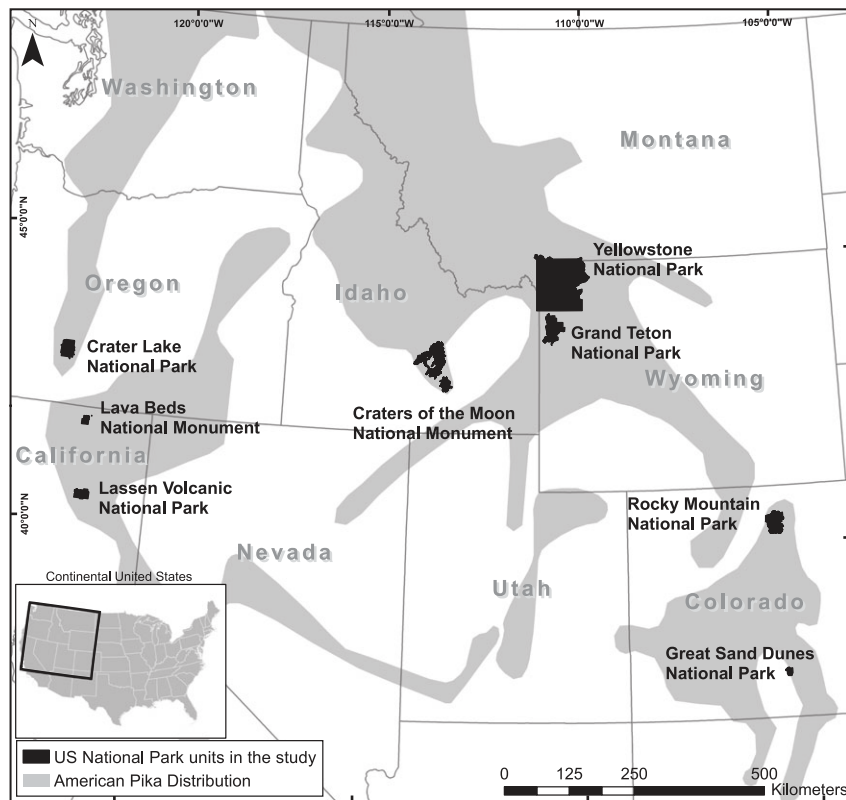 120°0'0"W
115°0'0"W
110°0'0"W
105°0'0"W
N
Washington
Montana
45°0'0"N
Yellowstone
National Park
Oregon
Idaho
Crater Lake
National Park
Grand Teton
National Park
Wyoming
Lava Beds
National Monument
Craters of the Moon
National Monument
California
Lassen Volcanic
National Park
Rocky Mountain
National Park
40°0'0"N
Nevada
Utah
Colorado
Continental United States
Great Sand Dunes
National Park
US National Park units in the study
American Pika Distribution
0 125 250 500
Kilometers